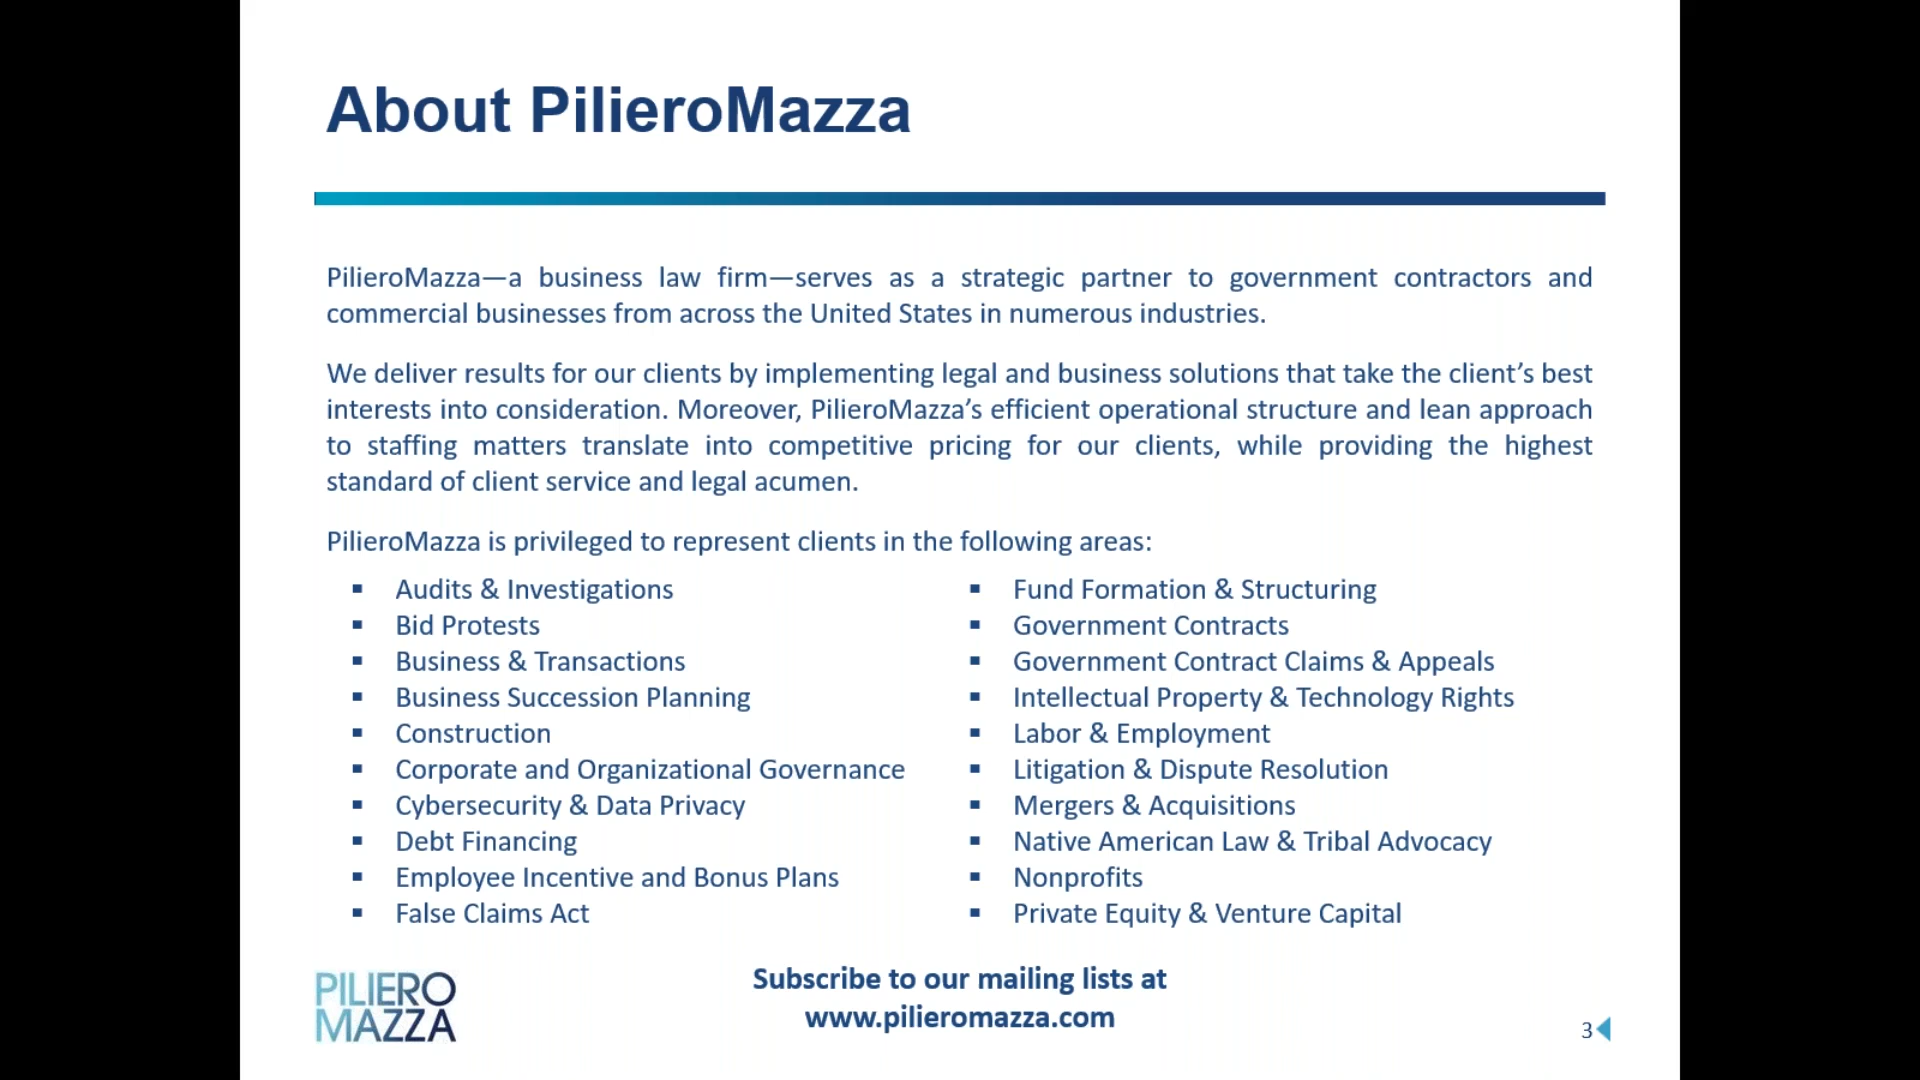 About PilieroMazza
PilieroMazza—a business law firm—serves as a strategic partner to government contractors and
commercial businesses from across the United States in numerous industries.
We deliver results for our clients by implementing legal and business solutions that take the client’s best
interests into consideration. Moreover, PilieroMazza’s efficient operational structure and lean approach
to staffing matters translate into competitive pricing for our clients, while providing the highest
standard of client service and legal acumen.
PilieroMazza is privileged to represent clients in the following areas:
▪ Audits & Investigations
▪ Bid Protests
▪ Business & Transactions
▪ Business Succession Planning
▪ Construction
▪ Corporate and Organizational Governance
▪ Cybersecurity & Data Privacy
▪ Debt Financing
▪ Employee Incentive and Bonus Plans
▪ False Claims Act
▪ Fund Formation & Structuring
▪ Government Contracts
▪ Government Contract Claims & Appeals
▪ Intellectual Property & Technology Rights
▪ Labor & Employment
▪ Litigation & Dispute Resolution
▪ Mergers & Acquisitions
▪ Native American Law & Tribal Advocacy
▪ Nonprofits
▪ Private Equity & Venture Capital
PILIERO
MAZZA
Subscribe to our mailing lists at
www.pilieromazza.com
3